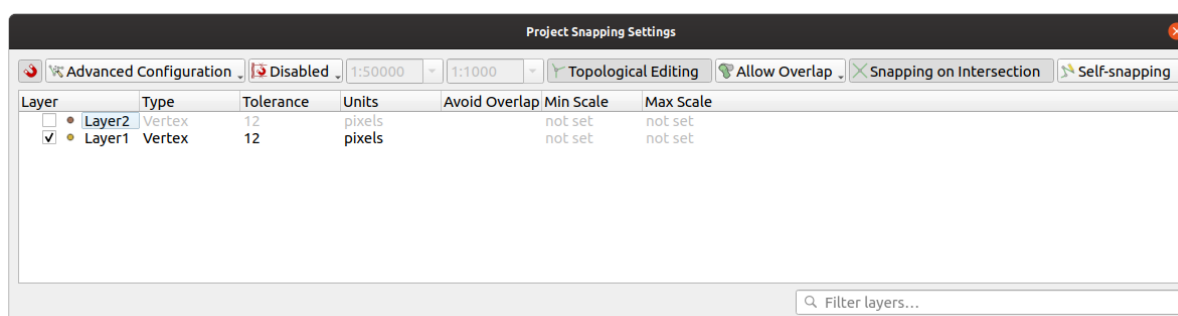 Project Snapping Settings
Advanced Configuration Disabled 1:50000 1:1000 Topological Editing Allow Overlap Snapping on Intersection Self-snapping
Layer Type Tolerance Units Avoid Overlap Min Scale Max Scale
Layer2 Vertex 12 pixels not set not set
Layer1 Vertex 12 pixels not set not set
Filter layers...